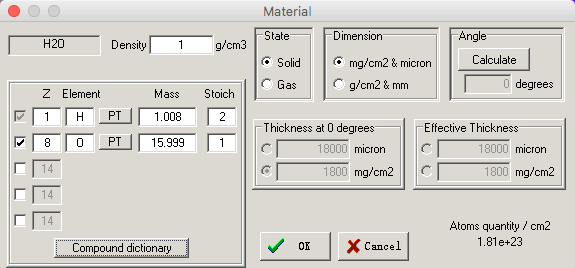 Material
H2O
Density 1 g/cm3
State
Solid
Gas
Dimension
mg/cm2 & micron
g/cm2 & mm
Angle
Calculate
0 degrees
Z Element Mass Stoich
1 H PT 1.008 2
8 O PT 15.999 1
14
14
14
Compound dictionary
Thickness at 0 degrees
18000 micron
1800 mg/cm2
Effective Thickness
18000 micron
1800 mg/cm2
OK
Cancel
Atoms quantity / cm2
1.81e+23